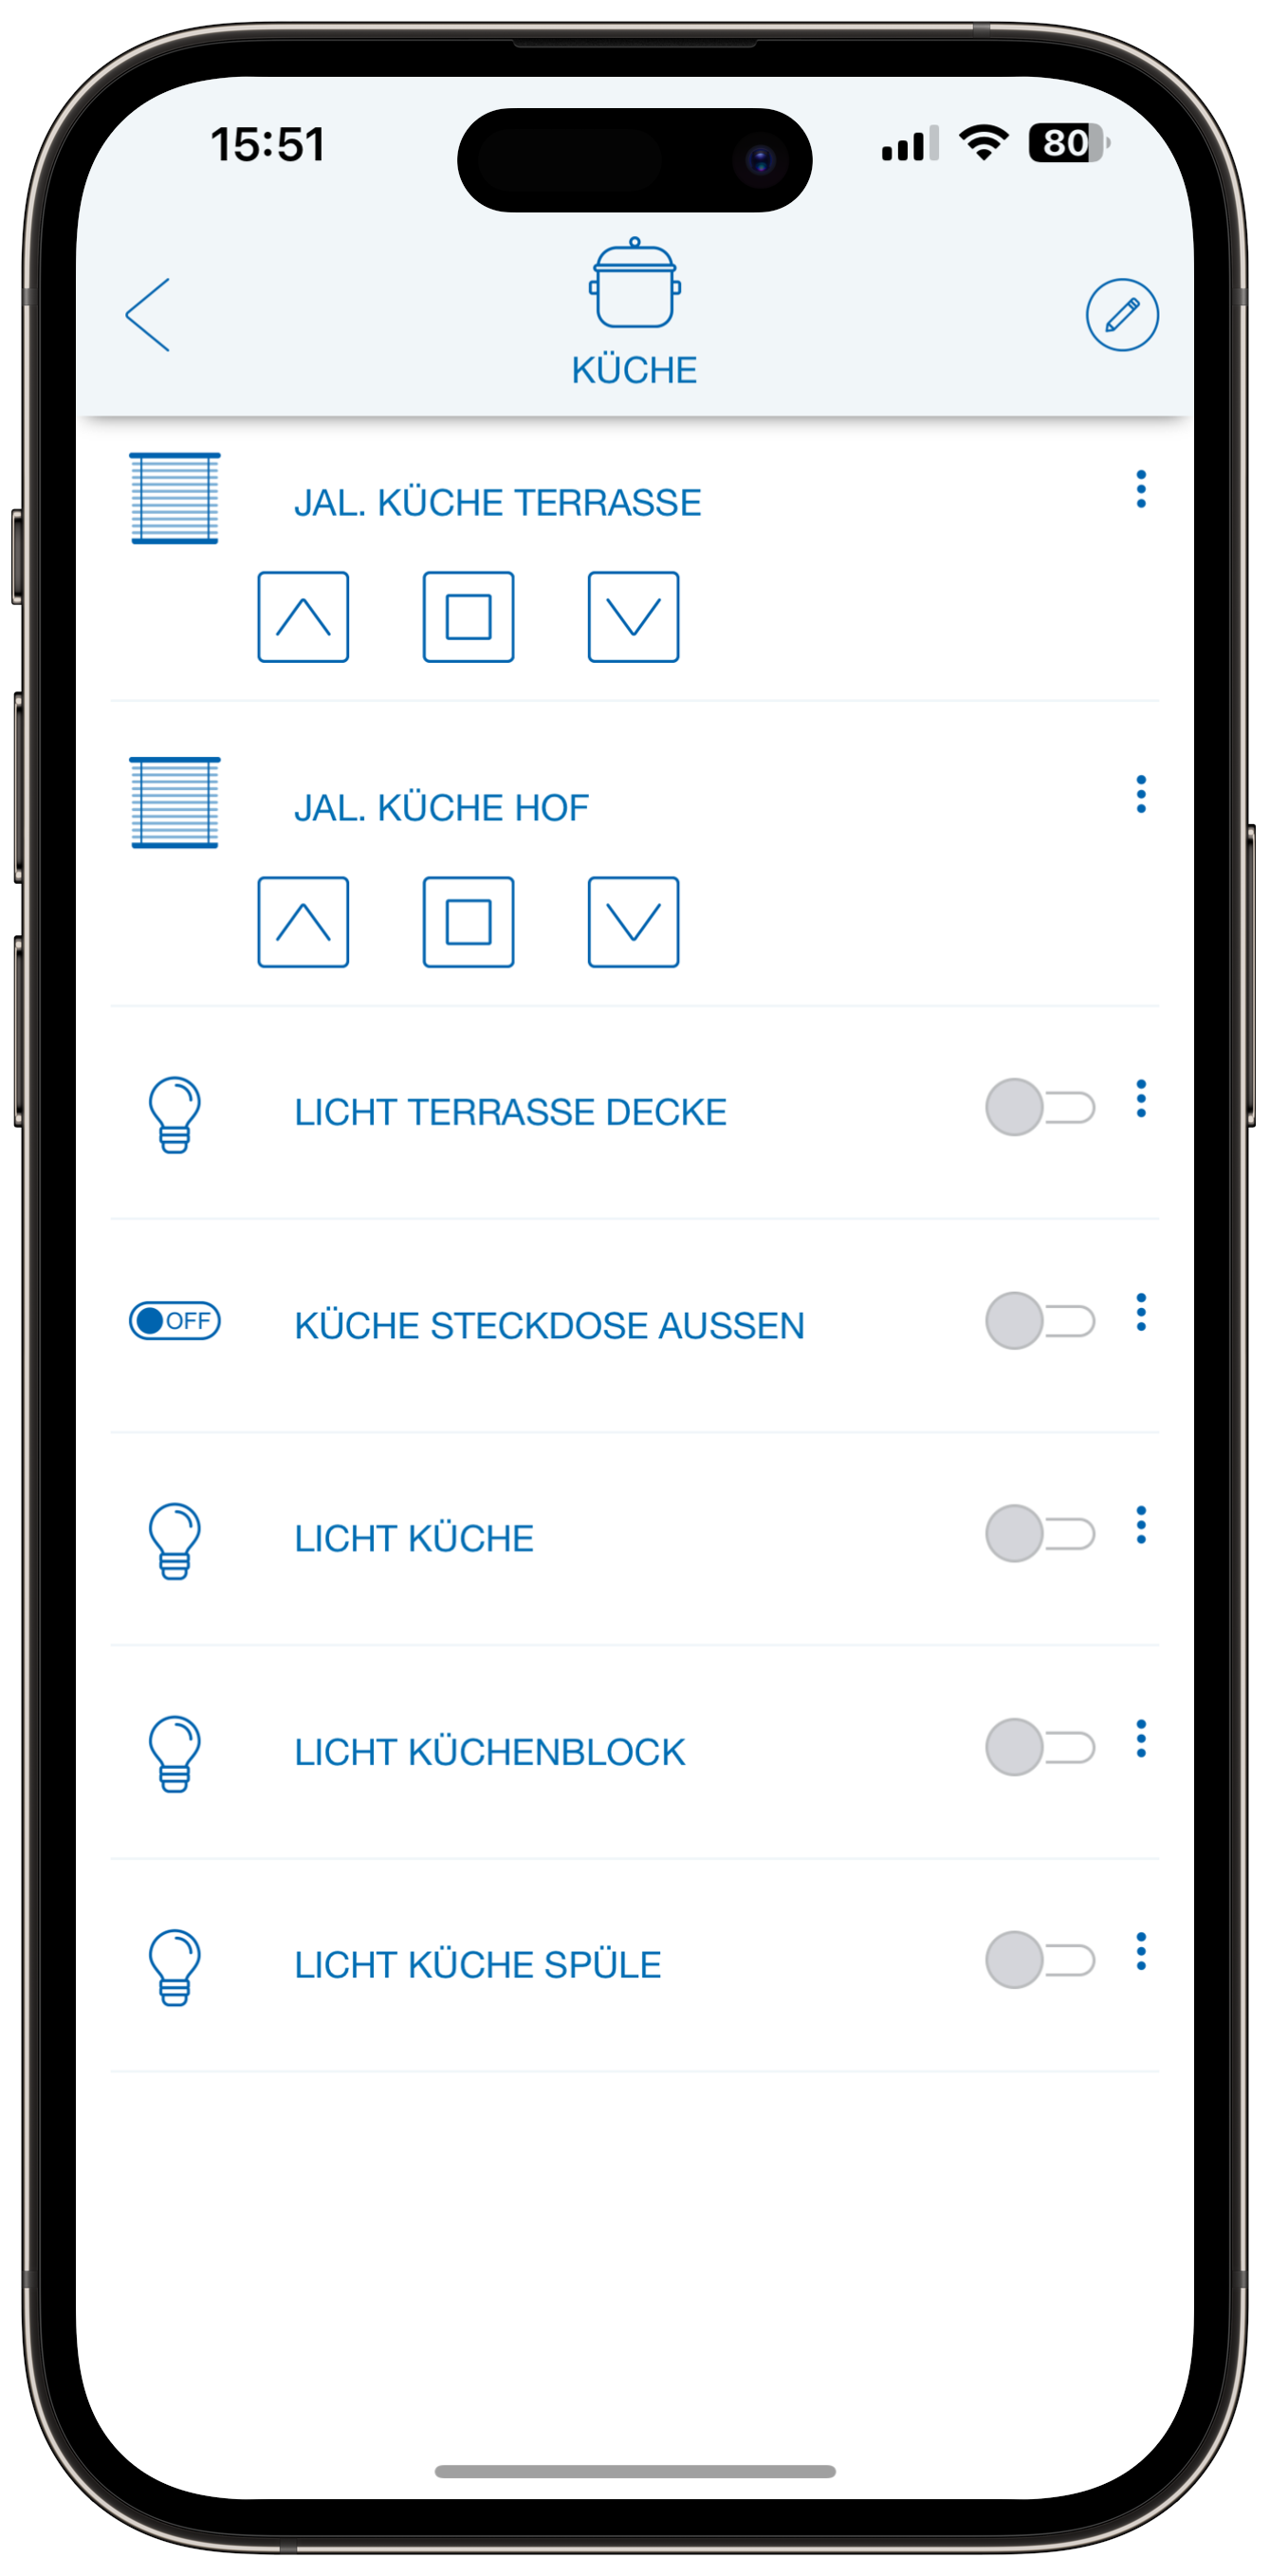 15:51
80
KÜCHE
JAL. KÜCHE TERRASSE
JAL. KÜCHE HOF
LICHT TERRASSE DECKE
OFF
KÜCHE STECKDOSE AUSSEN
LICHT KÜCHE
LICHT KÜCHENBLOCK
LICHT KÜCHE SPÜLE